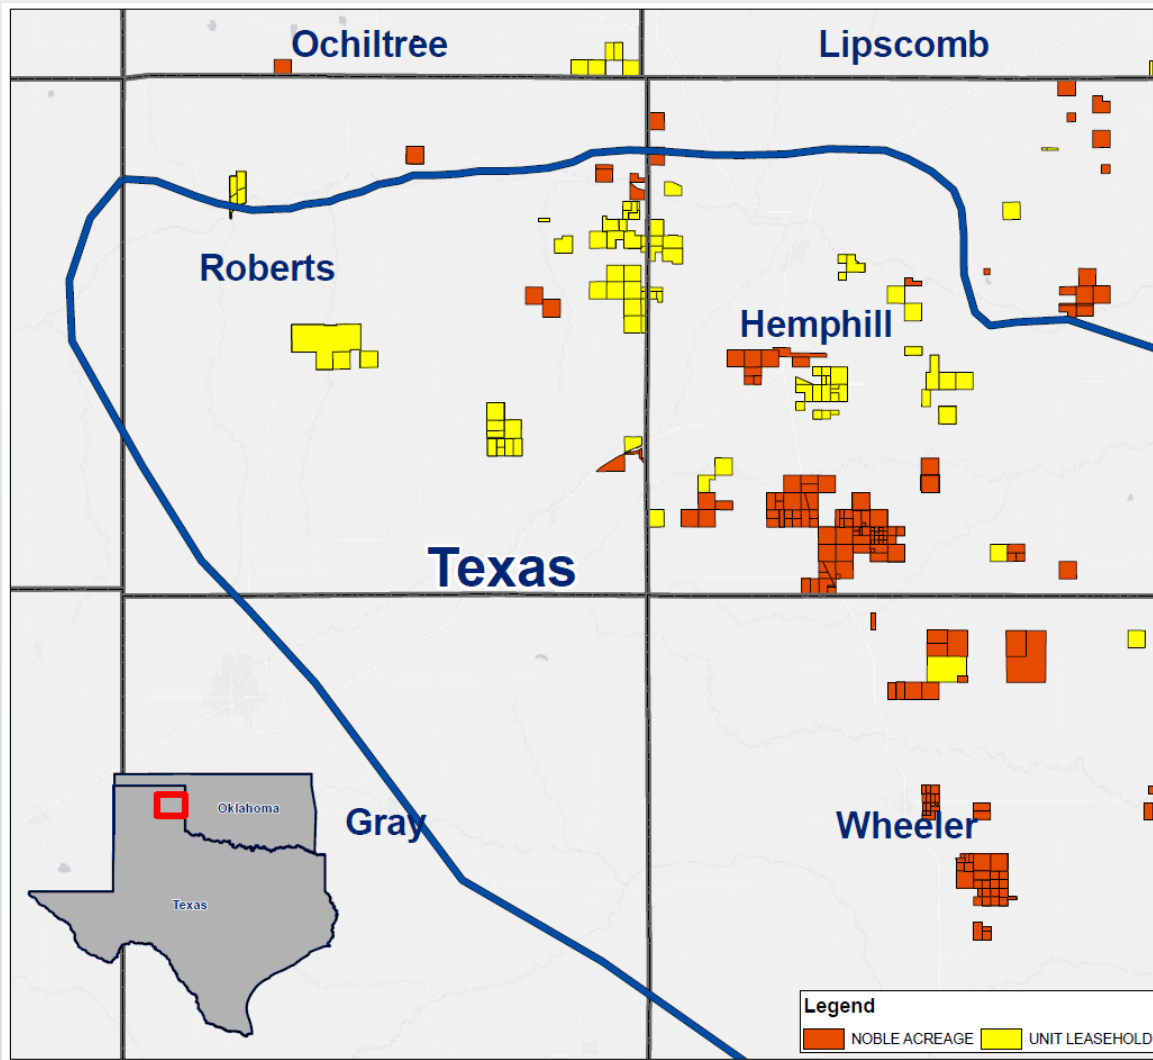 Ochiltree
Lipscomb
Roberts
Hemphill
Texas
Oklahoma
Gray
Wheeler
Texas
Legend
NOBLE ACREAGE
UNIT LEASEHOLD